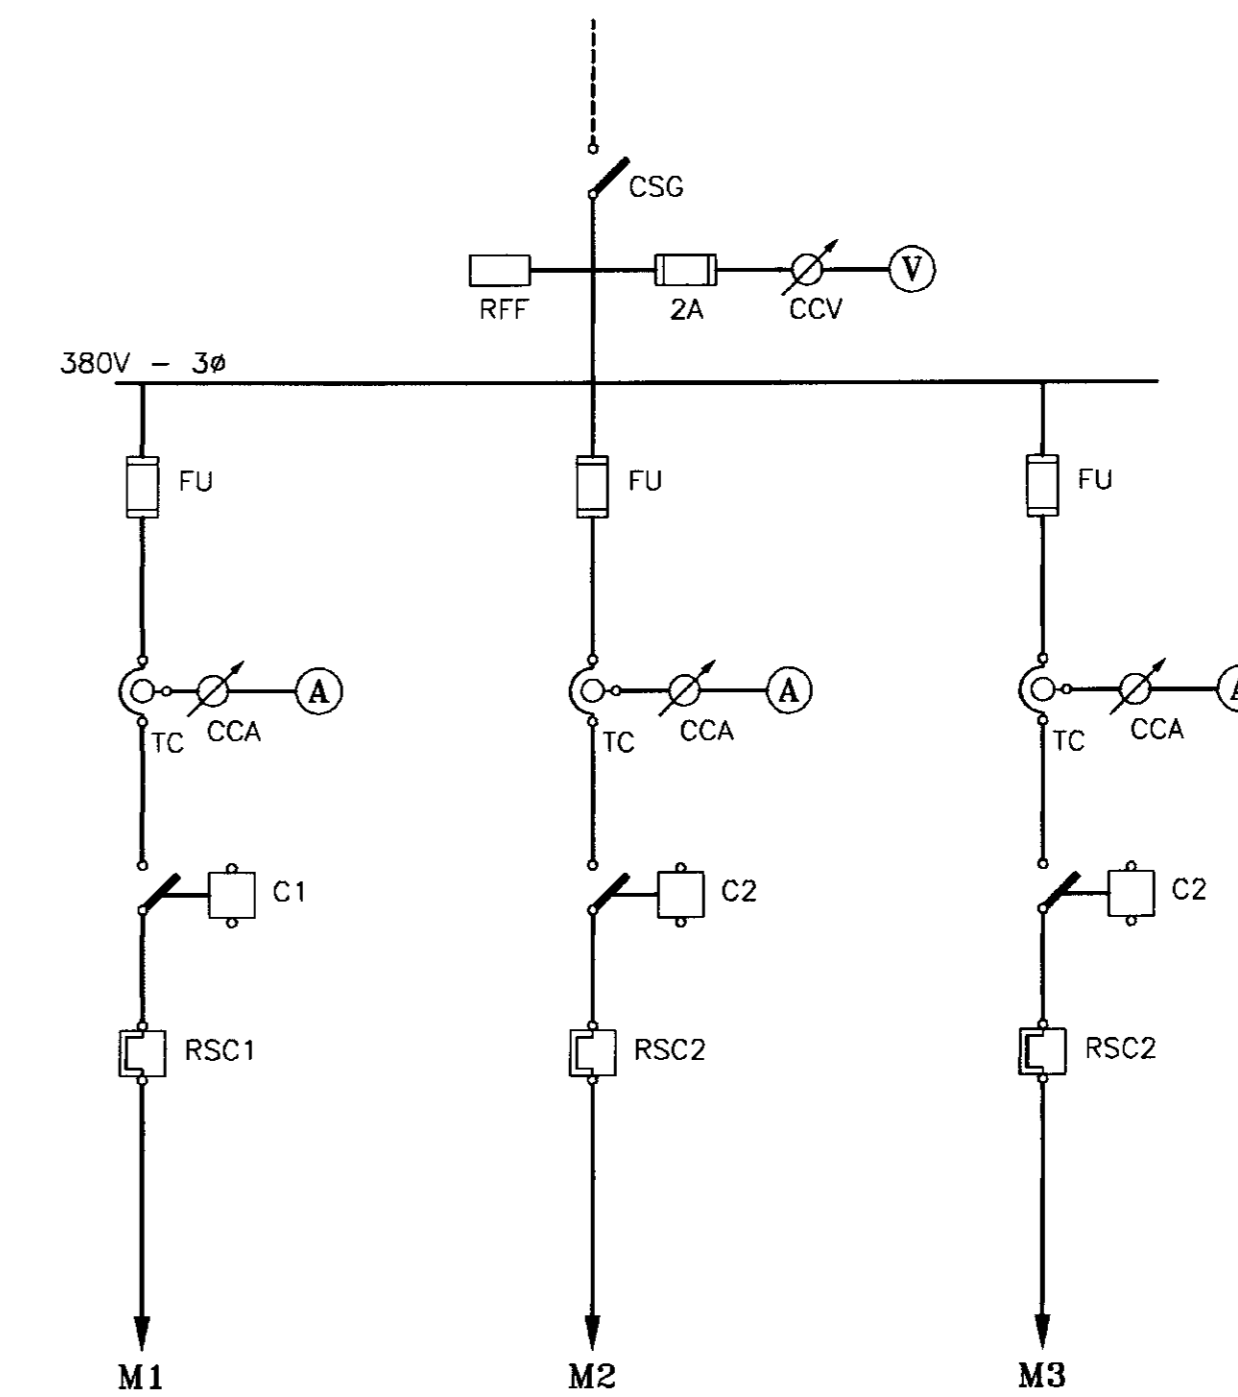 CSG
V
RFF 2A CCV
380V - 3ø
FU FU FU
A A A
TC CCA TC CCA TC CCA
C1 C2 C2
RSC1 RSC2 RSC2
M1 M2 M3